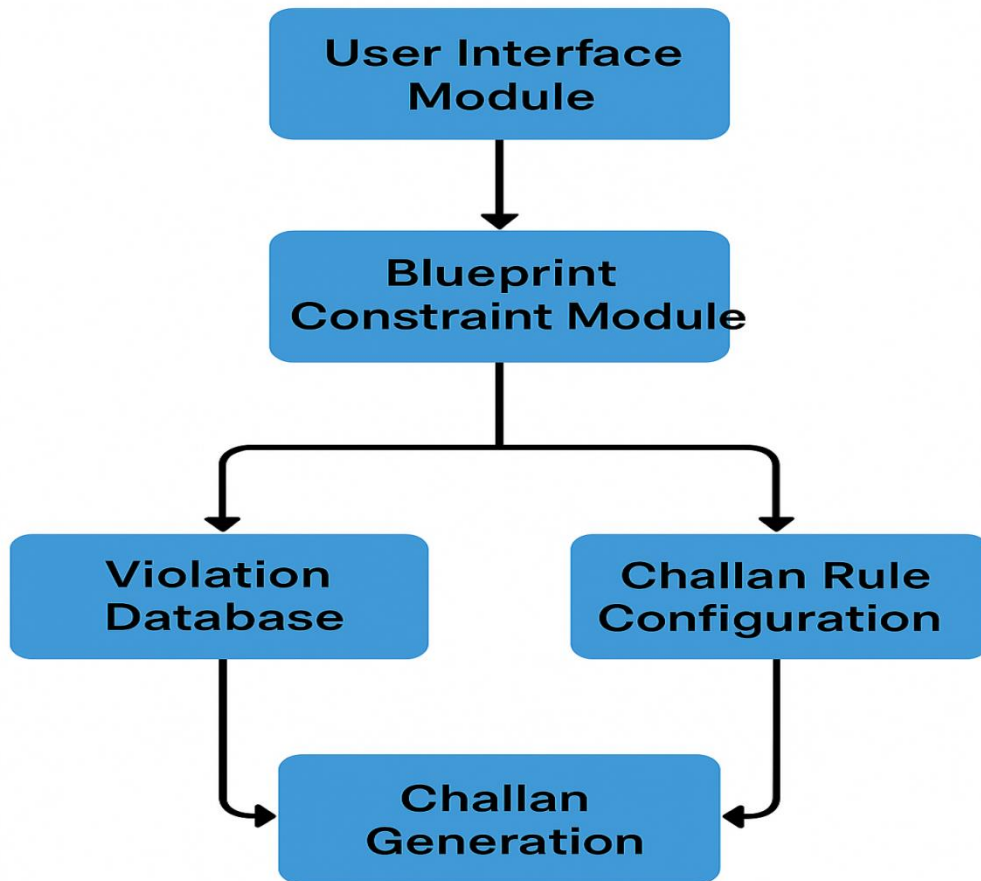 User Interface
Module
Blueprint
Constraint Module
Violation
Database
Challan Rule
Configuration
Challan
Generation